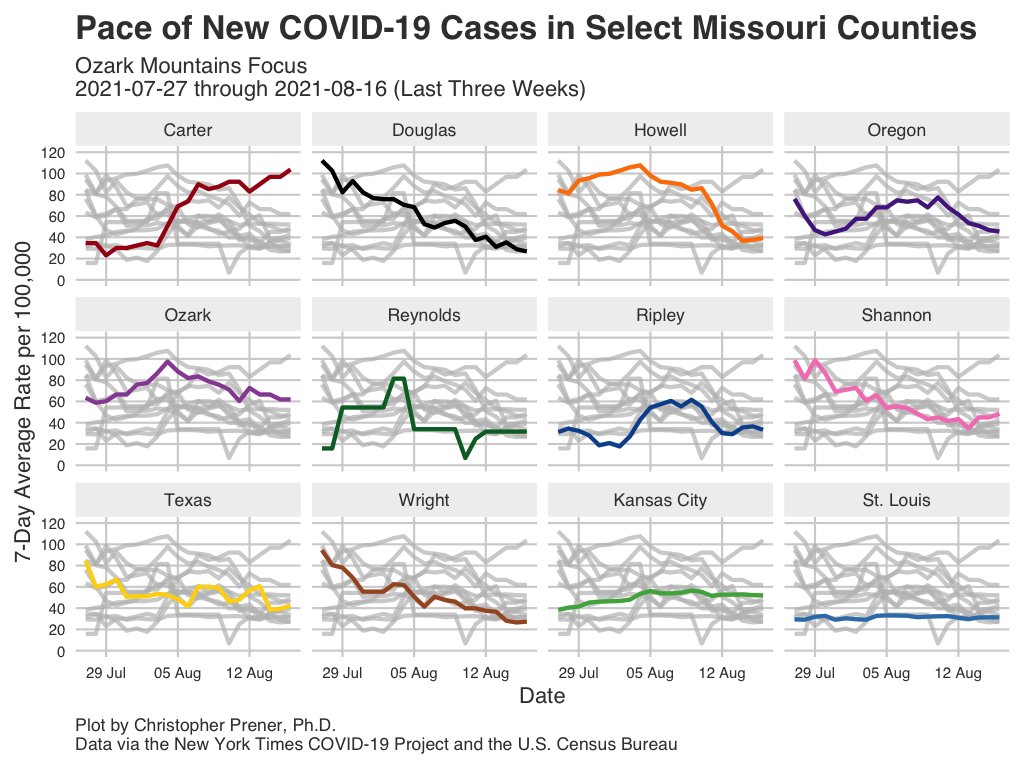 Pace of New COVID-19 Cases in Select Missouri Counties
Ozark Mountains Focus
2021-07-27 through 2021-08-16 (Last Three Weeks)
Carter Douglas Howell Oregon
120
100
80
60
40
20
0
Ozark Reynolds Ripley Shannon
120
100
80
60
40
20
0
Texas Wright Kansas City St. Louis
120
100
80
60
40
20
0
7-Day Average Rate per 100,000
29 Jul 05 Aug 12 Aug 29 Jul 05 Aug 12 Aug 29 Jul 05 Aug 12 Aug 29 Jul 05 Aug 12 Aug
Date
Plot by Christopher Prener, Ph.D.
Data via the New York Times COVID-19 Project and the U.S. Census Bureau